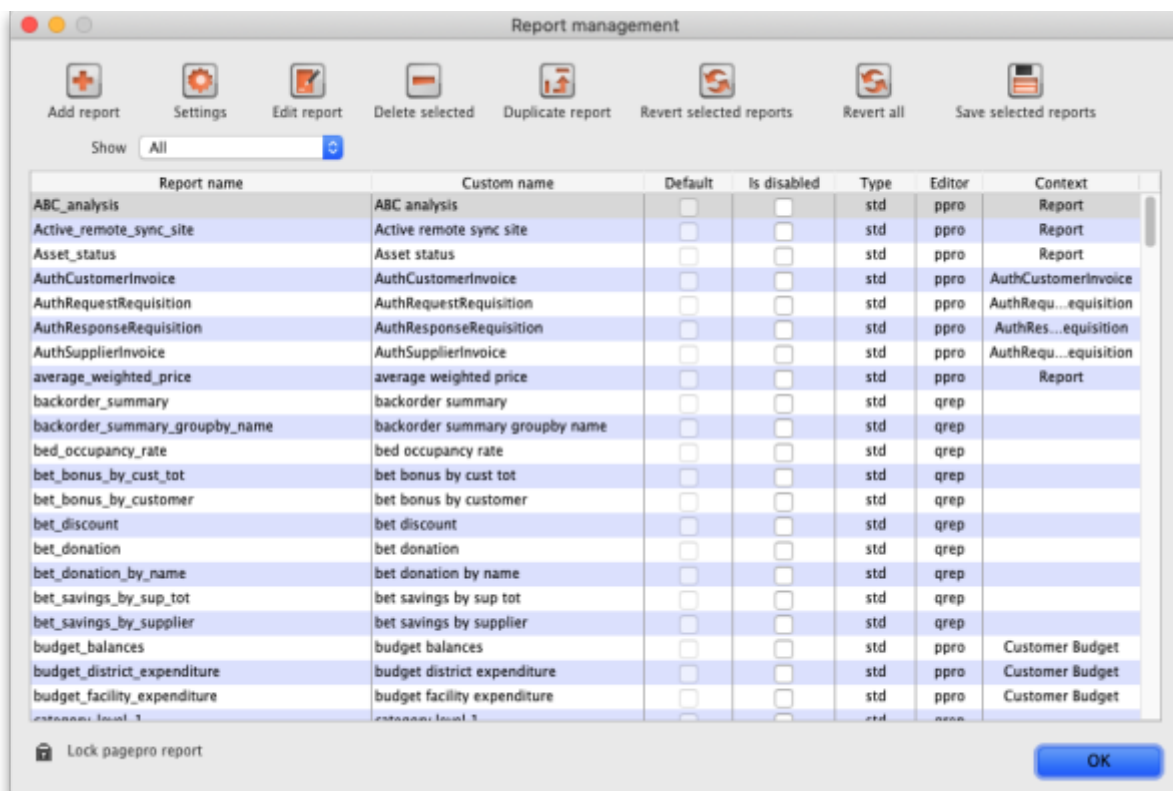 Report management
Add report Settings Edit report Delete selected Duplicate report Revert selected reports Revert all Save selected reports
Show All
Report name Custom name Default Is disabled Type Editor Context
ABC_analysis ABC analysis std ppro Report
Active_remote_sync_site Active remote sync site std ppro Report
Asset_status Asset status std ppro Report
AuthCustomerInvoice AuthCustomerInvoice std ppro AuthCustomerInvoice
AuthRequestRequisition AuthRequestRequisition std ppro AuthRequ...equisition
AuthResponseRequisition AuthResponseRequisition std ppro AuthRes...equisition
AuthSupplierInvoice AuthSupplierInvoice std ppro AuthRequ...equisition
average_weighted_price average weighted price std ppro Report
backorder_summary backorder summary std qrep
backorder_summary_groupby_name backorder summary groupby name std qrep
bed_occupancy_rate bed occupancy rate std qrep
bet_bonus_by_cust_tot bet bonus by cust tot std qrep
bet_bonus_by_customer bet bonus by customer std qrep
bet_discount bet discount std qrep
bet_donation bet donation std qrep
bet_donation_by_name bet donation by name std qrep
bet_savings_by_sup_tot bet savings by sup tot std qrep
bet_savings_by_supplier bet savings by supplier std qrep
budget_balances budget balances std ppro Customer Budget
budget_district_expenditure budget district expenditure std ppro Customer Budget
budget_facility_expenditure budget facility expenditure std ppro Customer Budget
category_level_1 category level 1 std qrep
Lock pagepro report
OK